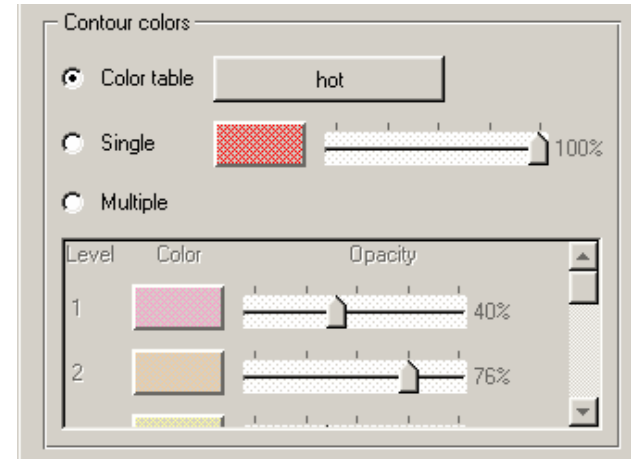 Contour colors
Color table hot
Single 100%
Multiple
Level Color Opacity
1 40%
2 76%